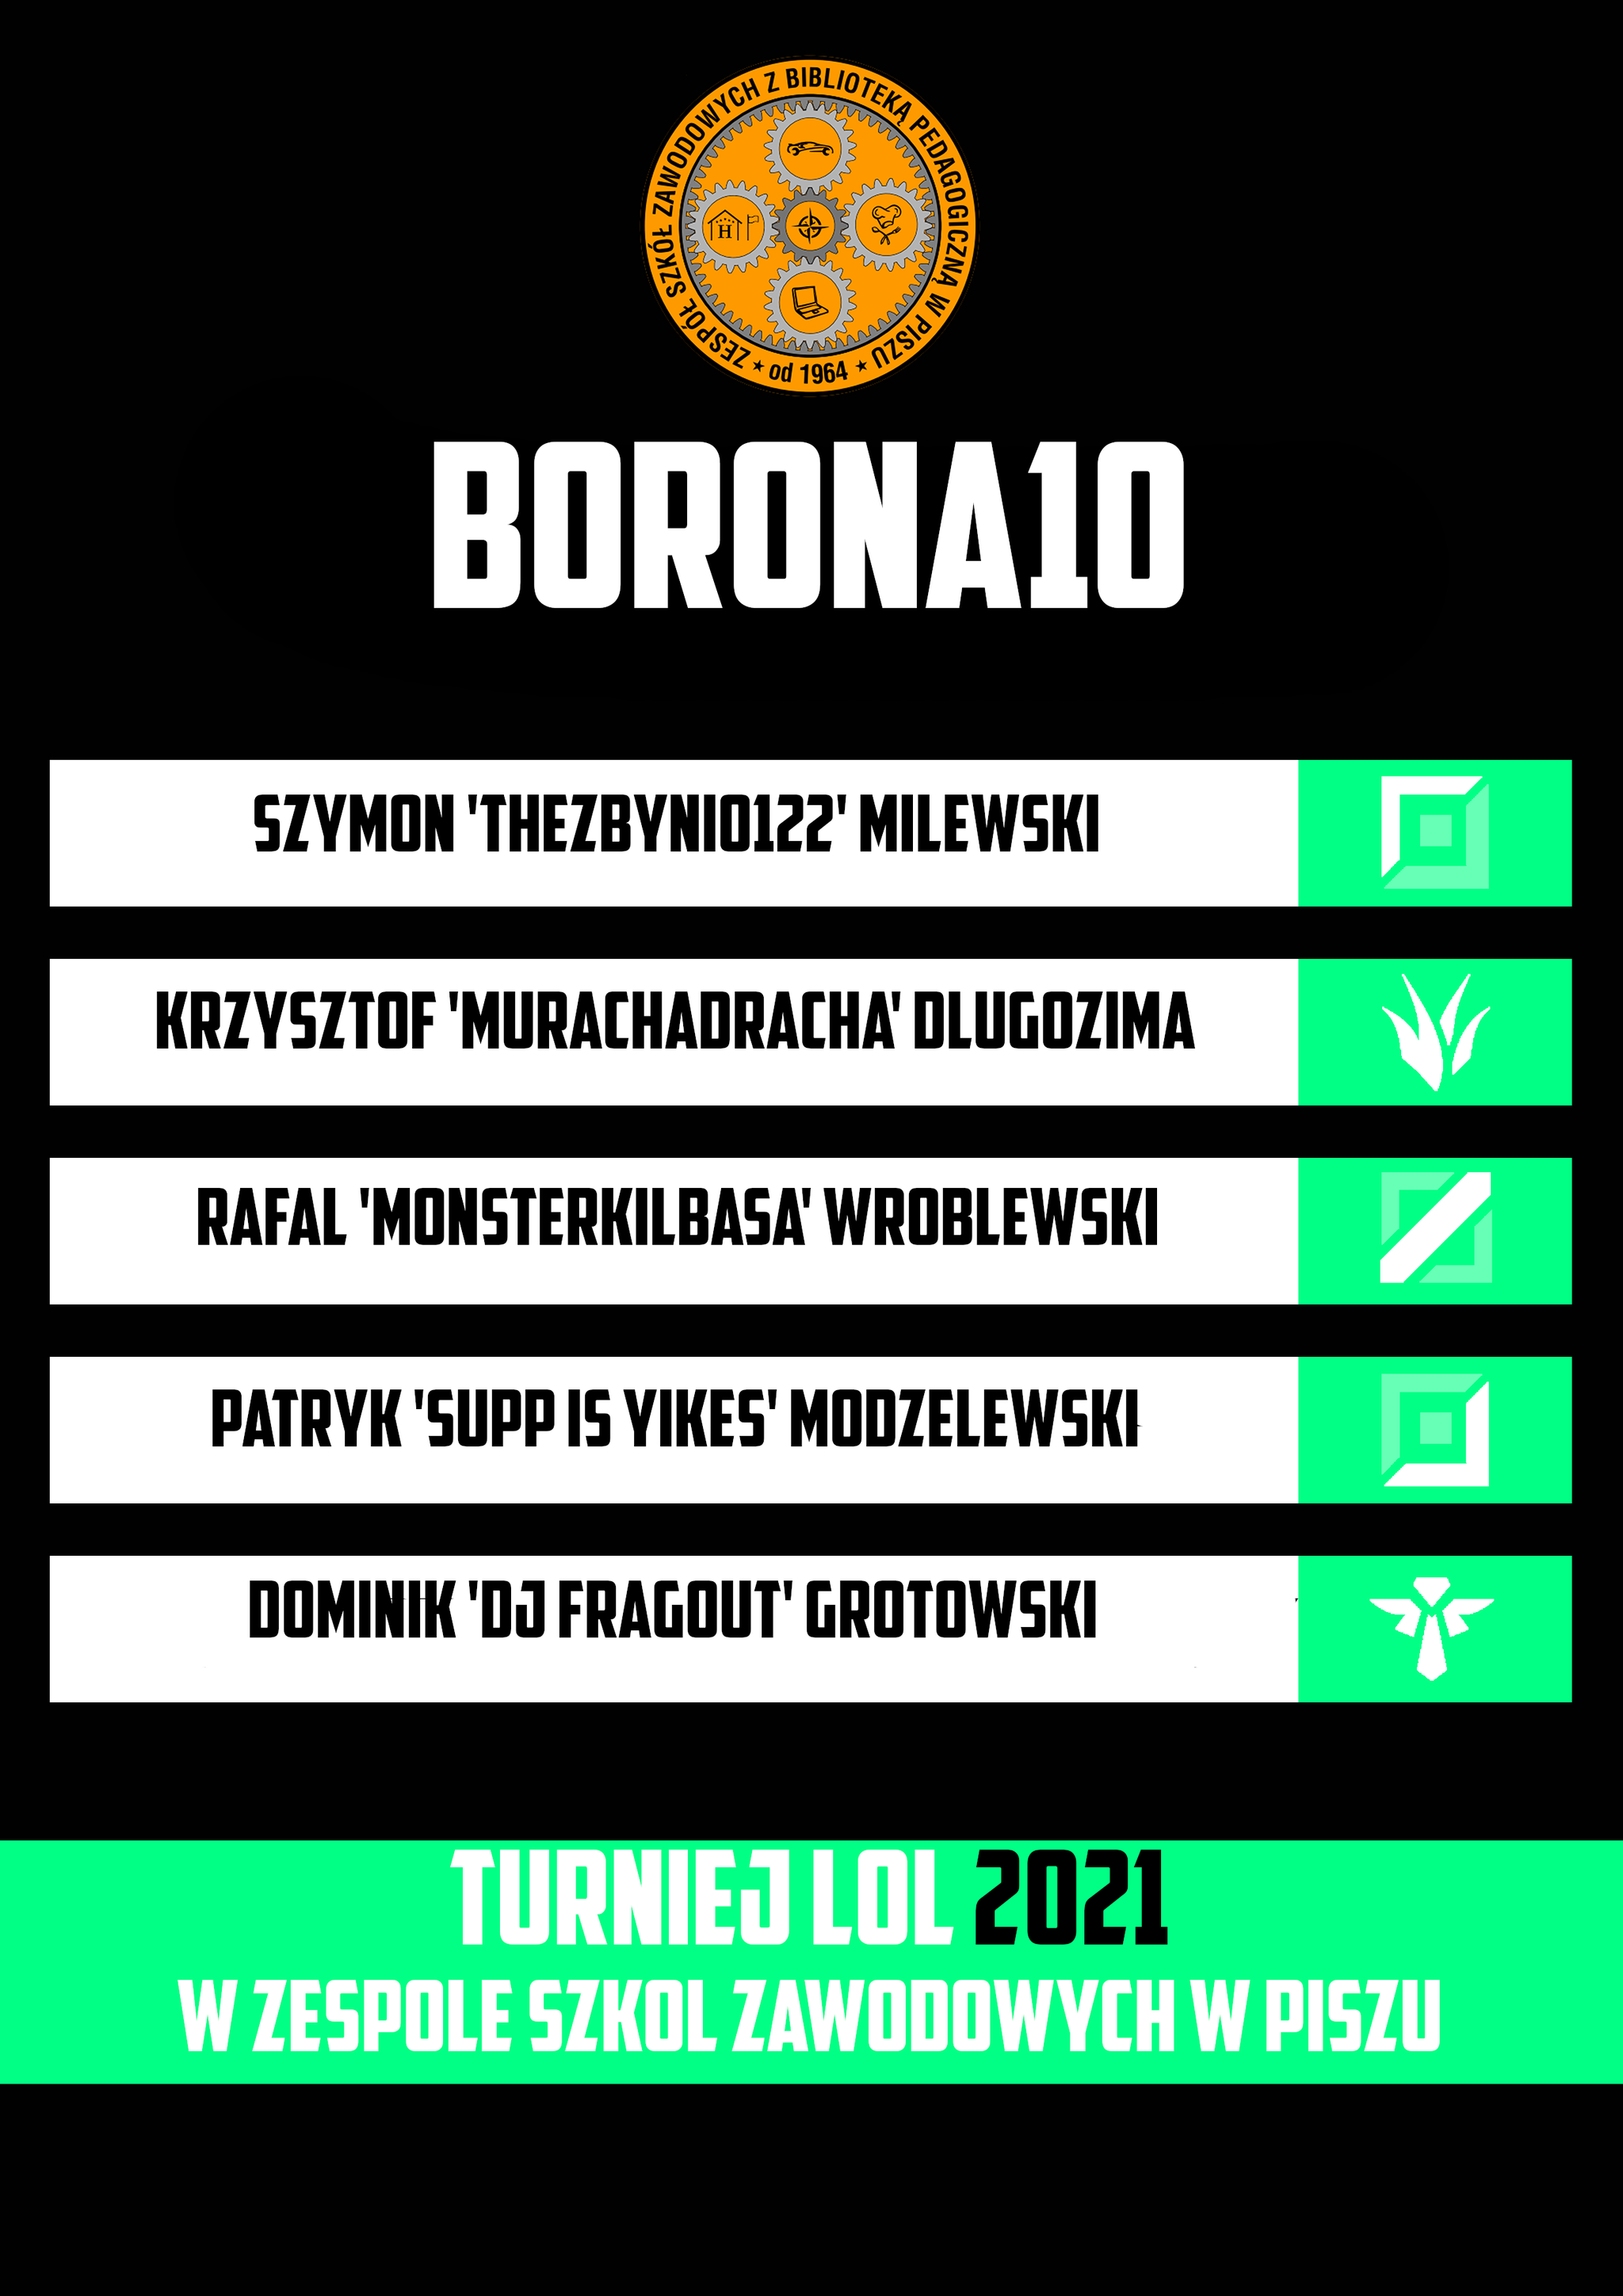 ZESPÓŁ SZKÓŁ ZAWODOWYCH Z BIBLIOTEKĄ PEDAGOGICZNĄ W PISZU
od 1964
H
BORONA10
SZYMON 'THEZBYNIO122' MILEWSKI
KRZYSZTOF 'MURACHADRACHA' DLUGOZIMA
RAFAL 'MONSTERKILBASA' WROBLEWSKI
PATRYK 'SUPP IS YIKES' MODZELEWSKI
DOMINIK 'DJ FRAGOUT' GROTOWSKI
TURNIEJ LOL 2021
W ZESPOLE SZKOL ZAWODOWYCH W PISZU